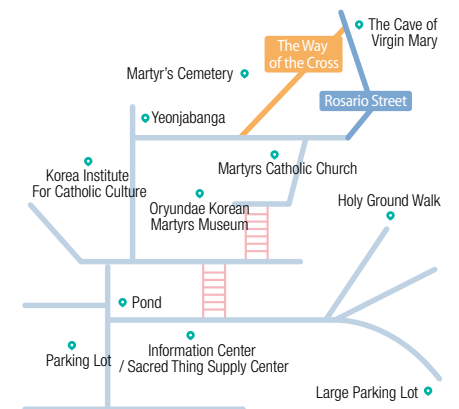 The Cave of
Virgin Mary
The Way
of the Cross
Martyr's Cemetery
Rosario Street
Yeonjabanga
Martyrs Catholic Church
Korea Institute
For Catholic Culture
Oryundae Korean
Martyrs Museum
Holy Ground Walk
Pond
Information Center
/ Sacred Thing Supply Center
Parking Lot
Large Parking Lot